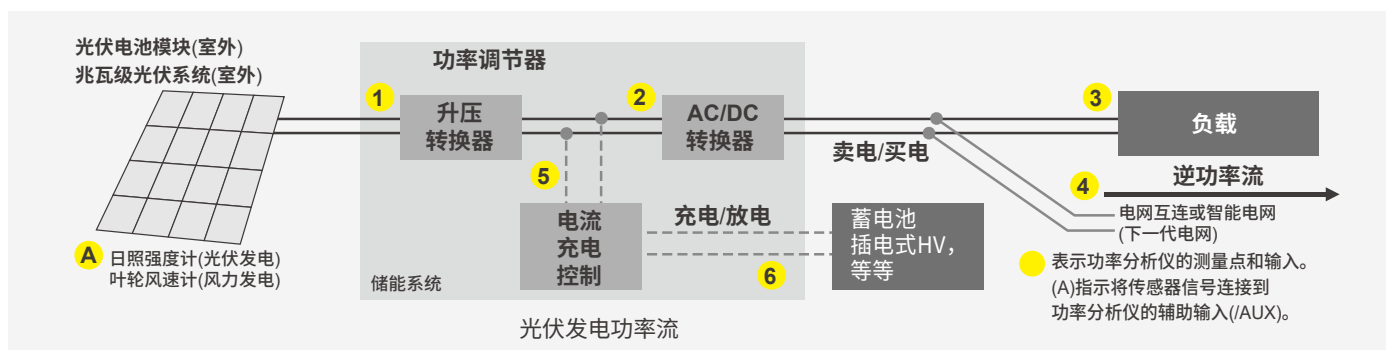 光伏电池模块(室外)
兆瓦级光伏系统(室外)
功率调节器
1
升压
转换器
2
AC/DC
转换器
3
负载
卖电/买电
逆功率流
4
电网互连或智能电网
(下一代电网)
5
电流
充电
控制
充电/放电
蓄电池
插电式HV，
等等
6
储能系统
A
日照强度计(光伏发电)
叶轮风速计(风力发电)
表示功率分析仪的测量点和输入。
(A)指示将传感器信号连接到
功率分析仪的辅助输入(/AUX)。
光伏发电功率流